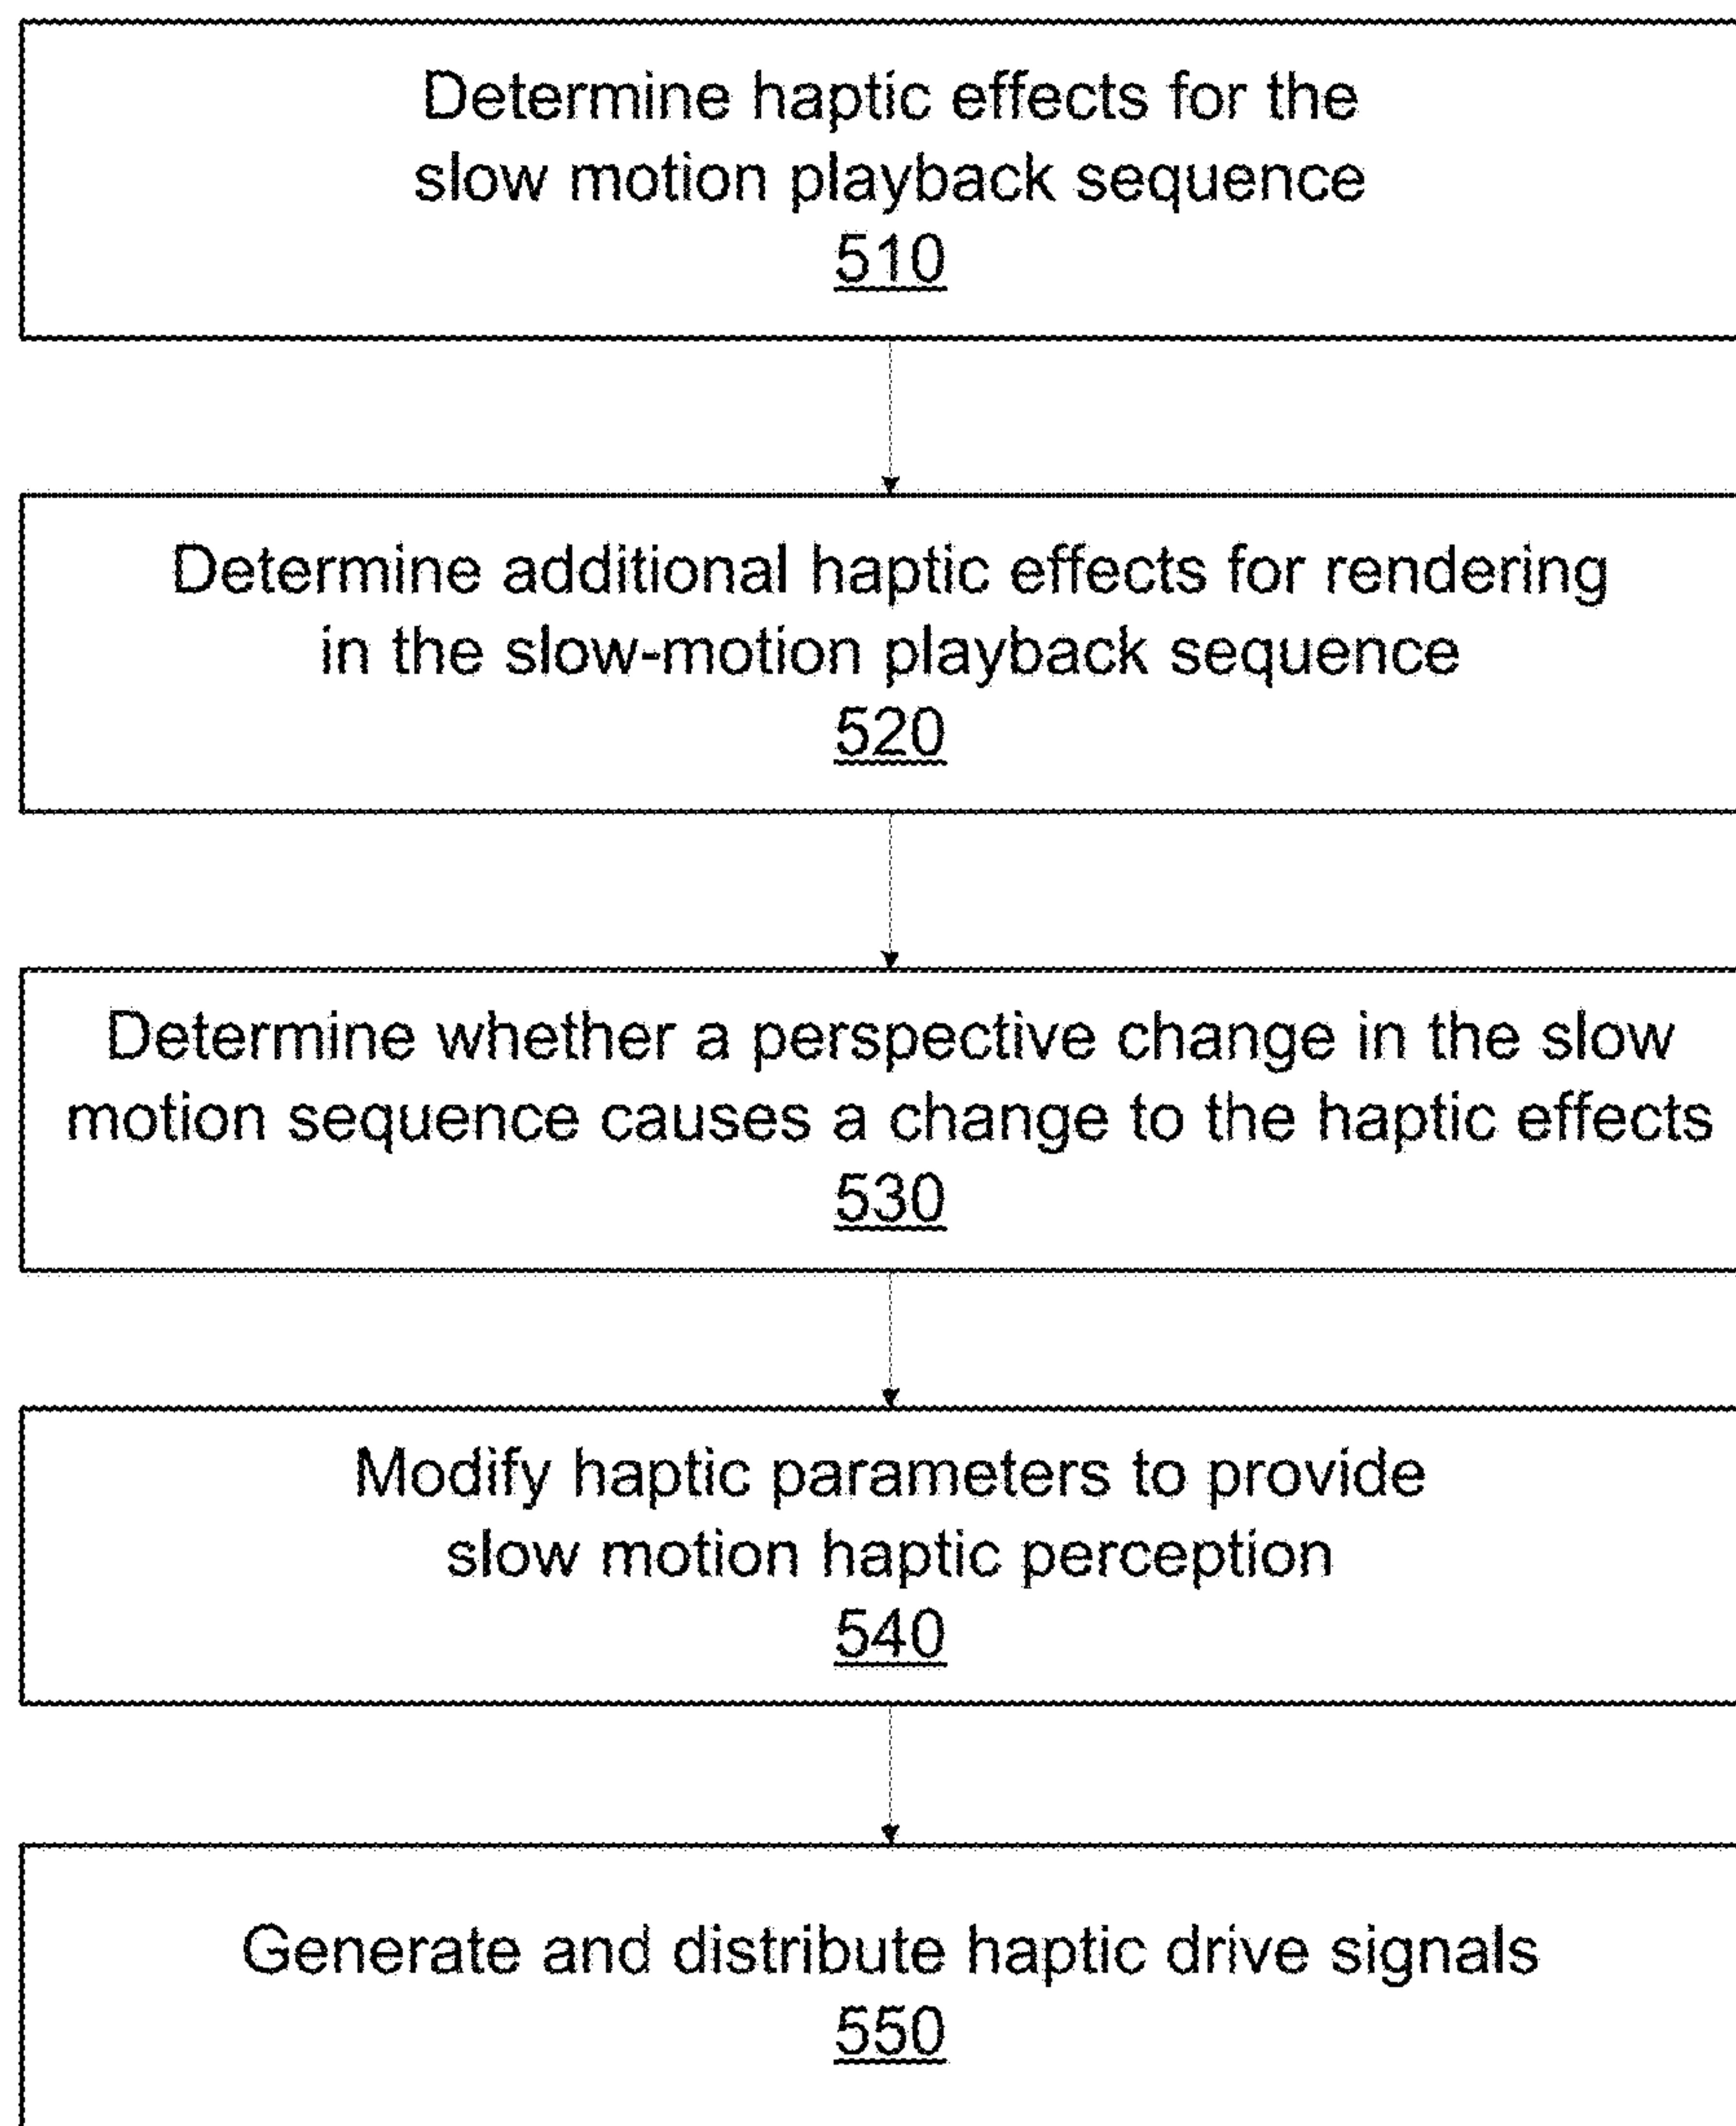 Determine haptic effects for the
slow motion playback sequence
510
Determine additional haptic effects for rendering
in the slow-motion playback sequence
520
Determine whether a perspective change in the slow
motion sequence causes a change to the haptic effects
530
Modify haptic parameters to provide
slow motion haptic perception
540
Generate and distribute haptic drive signals
550